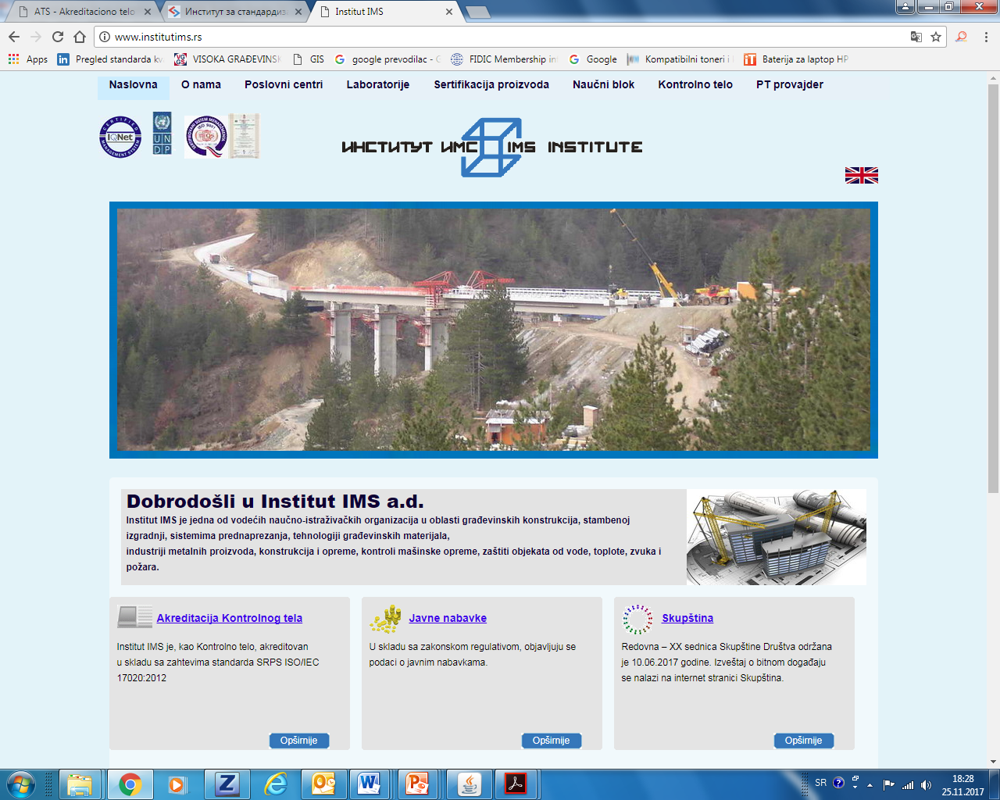 ATS - Akreditaciono telo
Институт за стандардиз
Institut IMS
www.institutims.rs
Apps
Pregled standarda kv
VISOKA GRAĐEVINSK
GIS
google prevodilac - G
FIDIC Membership in
Google
Kompatibilni toneri i
Baterija za laptop HP
Naslovna
O nama
Poslovni centri
Laboratorije
Sertifikacija proizvoda
Naučni blok
Kontrolno telo
PT provajder
CERTIFIED
IQNet
MANAGEMENT SYSTEM
U N
D P
ISO 9001
ИНСТИТУТ ИМС IMS INSTITUTE
Dobrodošli u Institut IMS a.d.
Institut IMS je jedna od vodećih naučno-istraživačkih organizacija u oblasti građevinskih konstrukcija, stambenoj
izgradnji, sistemima prednaprezanja, tehnologiji građevinskih materijala,
industriji metalnih proizvoda, konstrukcija i opreme, kontroli mašinske opreme, zaštiti objekata od vode, toplote, zvuka i
požara.
Akreditacija Kontrolnog tela
Institut IMS je, kao Kontrolno telo, akreditovan
u skladu sa zahtevima standarda SRPS ISO/IEC
17020:2012
Opširnije
Javne nabavke
U skladu sa zakonskom regulativom, objavljuju se
podaci o javnim nabavkama.
Opširnije
Skupština
Redovna – XX sednica Skupštine Društva održana
je 10.06.2017 godine. Izveštaj o bitnom događaju
se nalazi na internet stranici Skupština.
Opširnije
SR
18:28
25.11.2017